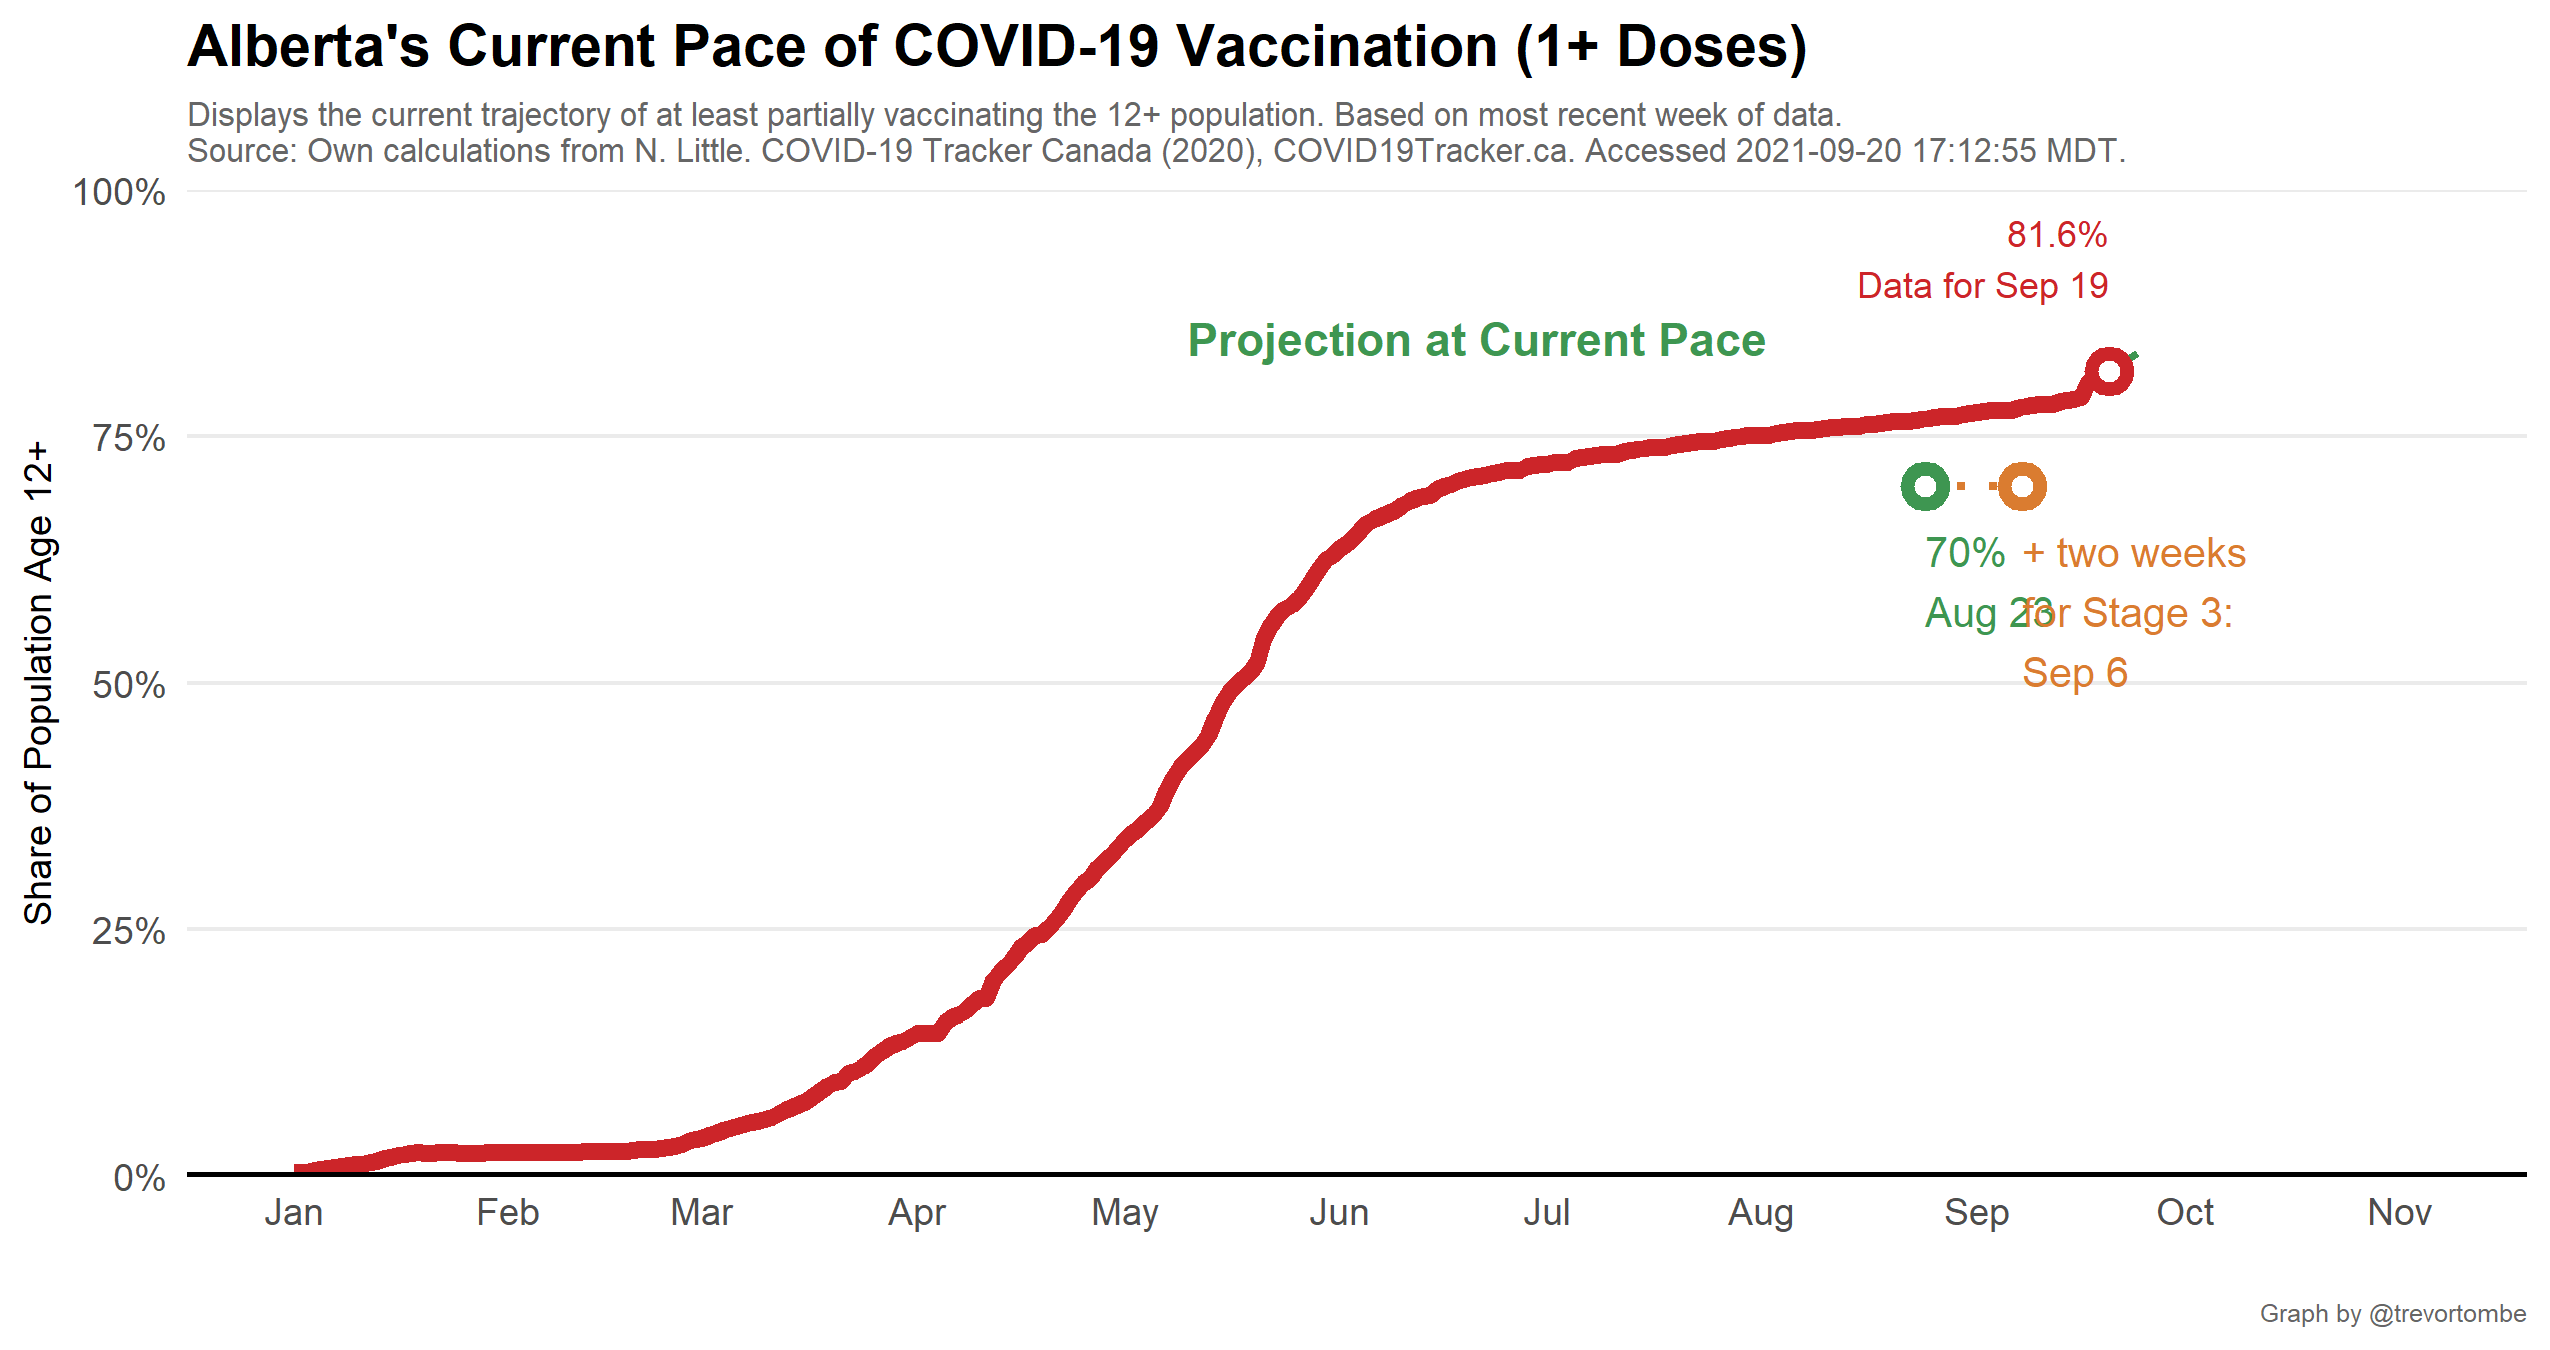 Alberta's Current Pace of COVID-19 Vaccination (1+ Doses)
Displays the current trajectory of at least partially vaccinating the 12+ population. Based on most recent week of data.
Source: Own calculations from N. Little. COVID-19 Tracker Canada (2020), COVID19Tracker.ca. Accessed 2021-09-20 17:12:55 MDT.
100%
75%
50%
25%
0%
Share of Population Age 12+
81.6%
Data for Sep 19
Projection at Current Pace
70%
Aug 23
+ two weeks
for Stage 3:
Sep 6
Jan Feb Mar Apr May Jun Jul Aug Sep Oct Nov
Graph by @trevortombe